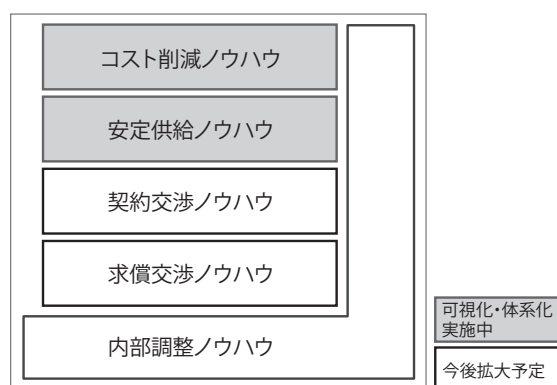 コスト削減ノウハウ
安定供給ノウハウ
契約交渉ノウハウ
求償交渉ノウハウ
内部調整ノウハウ
可視化・体系化
実施中
今後拡大予定